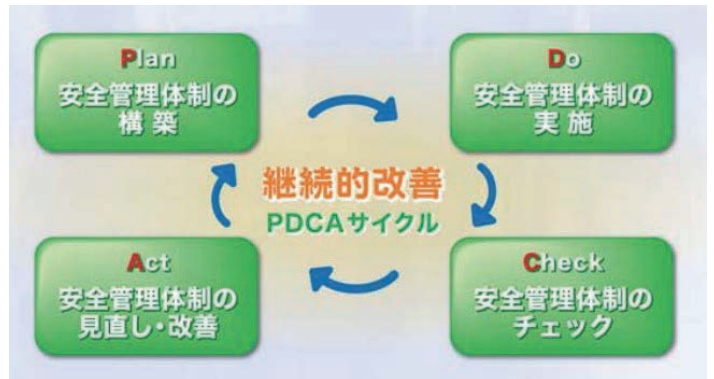 Plan
安全管理体制の
構築
Do
安全管理体制の
実施
継続的改善
PDCAサイクル
Act
安全管理体制の
見直し・改善
Check
安全管理体制の
チェック